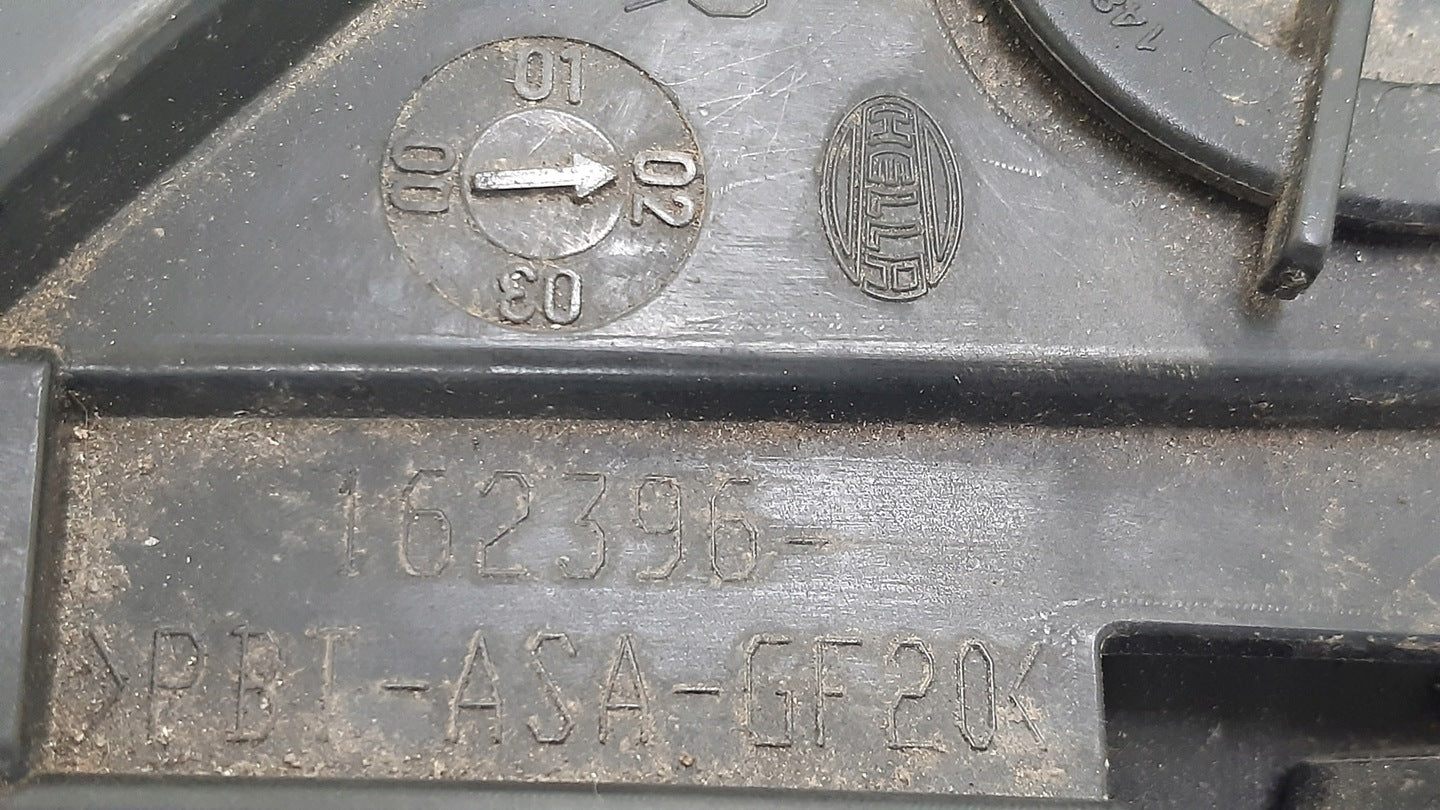 01
00
02
03
HELLA
162396-
>PBT-ASA-GF20<